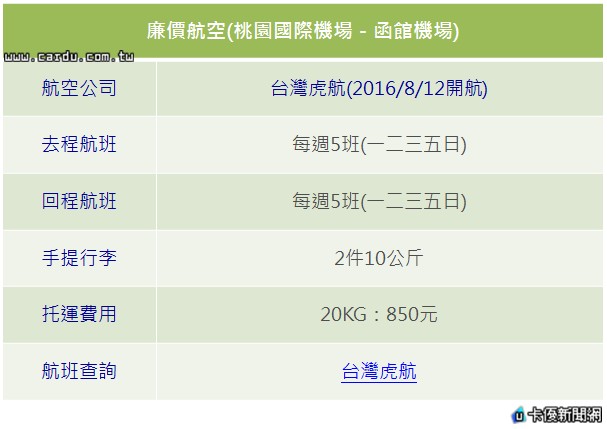 廉價航空(桃園國際機場 - 函館機場)
www.cardu.com.tw
航空公司 台灣虎航(2016/8/12開航)
去程航班 每週5班(一二三五日)
回程航班 每週5班(一二三五日)
手提行李 2件10公斤
托運費用 20KG：850元
航班查詢 台灣虎航
u 卡優新聞網